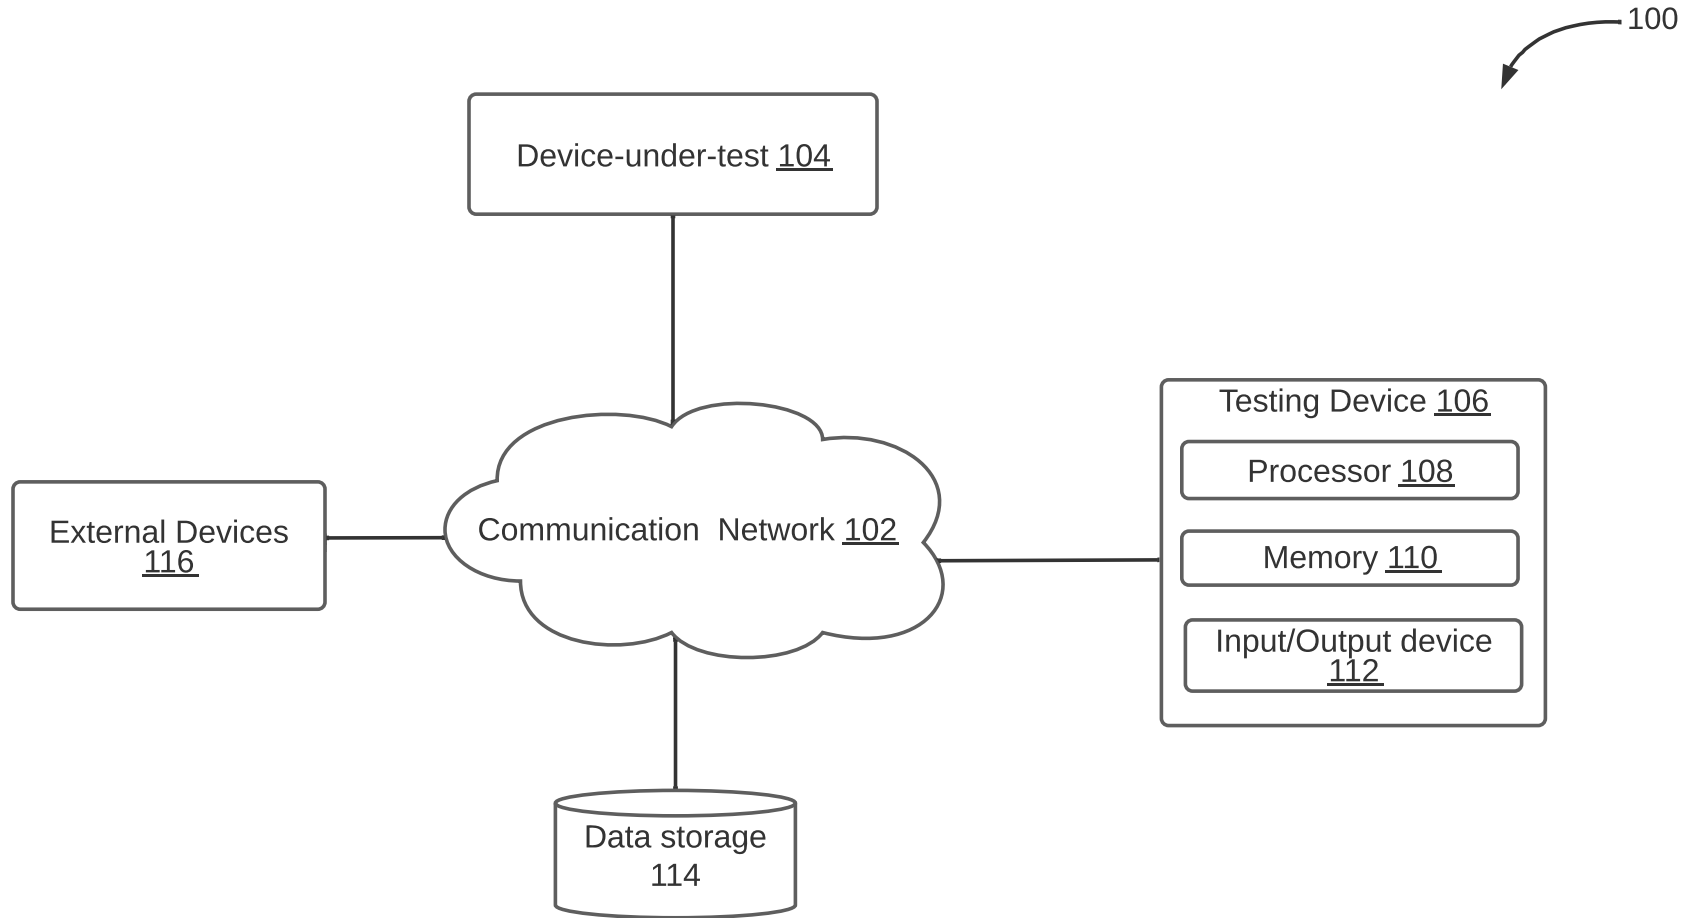 100
Device-under-test 104
Testing Device 106
Processor 108
External Devices
116
Communication  Network 102
Memory 110
Input/Output device
112
Data storage
114